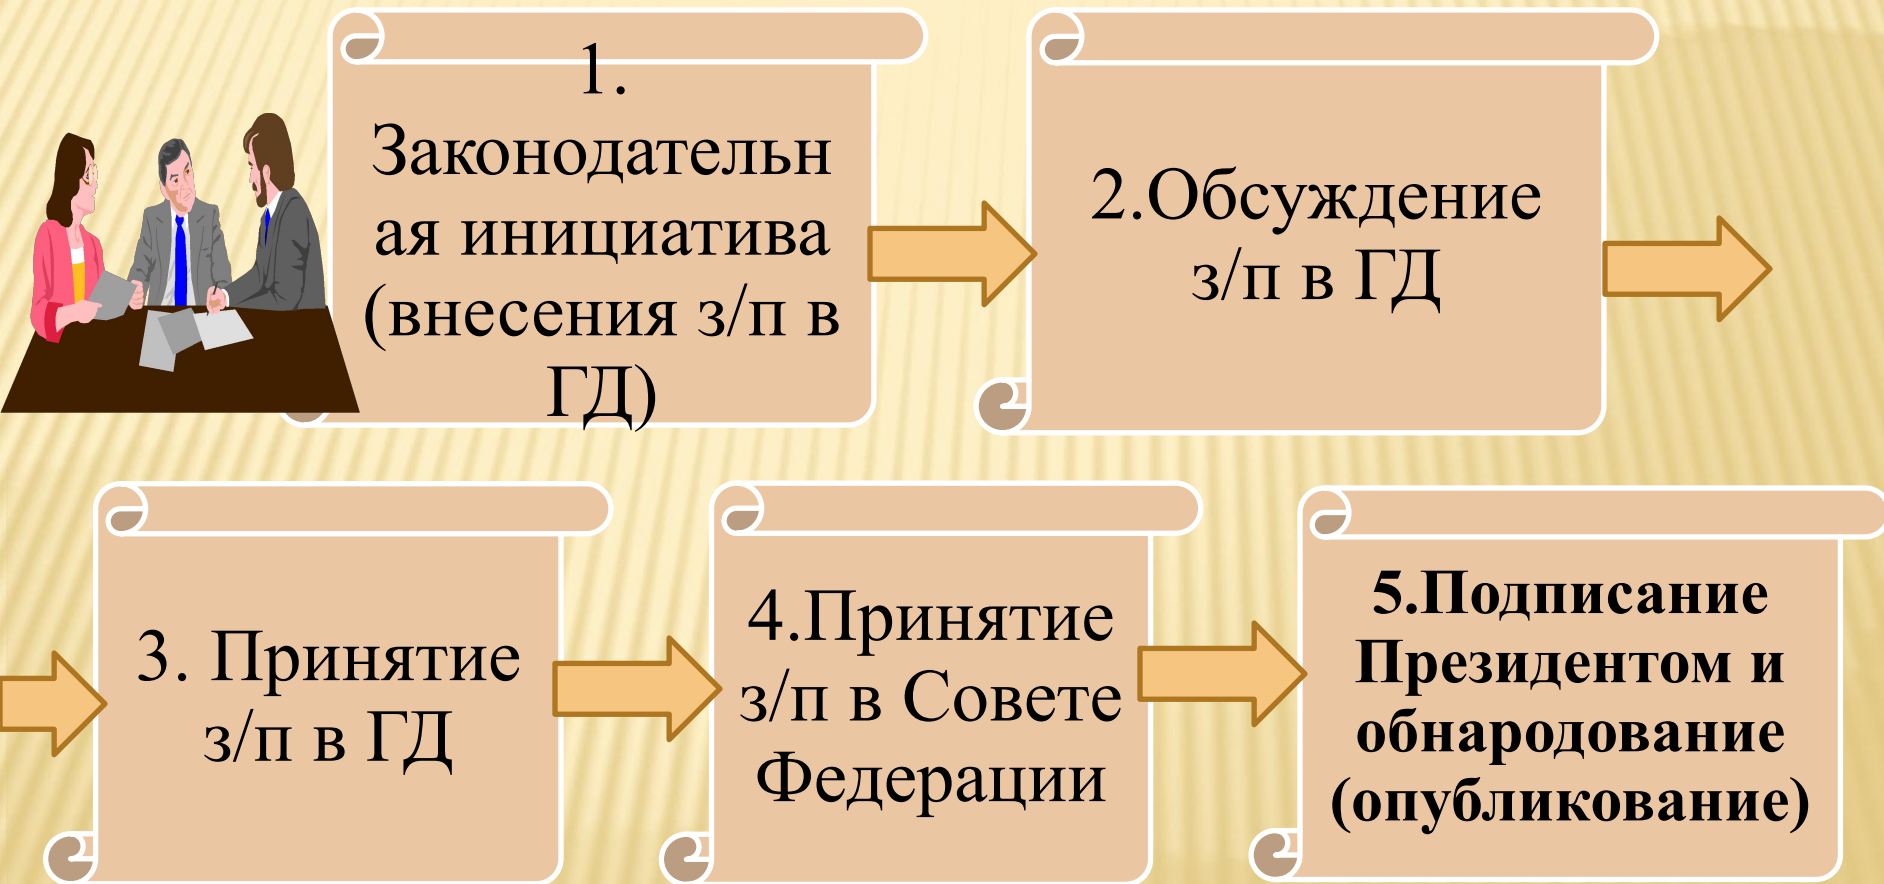 1.
Законодательн
ая инициатива
(внесения з/п в
ГД)
2.Обсуждение
з/п в ГД
3. Принятие
з/п в ГД
4.Принятие
з/п в Совете
Федерации
5.Подписание
Президентом и
обнародование
(опубликование)